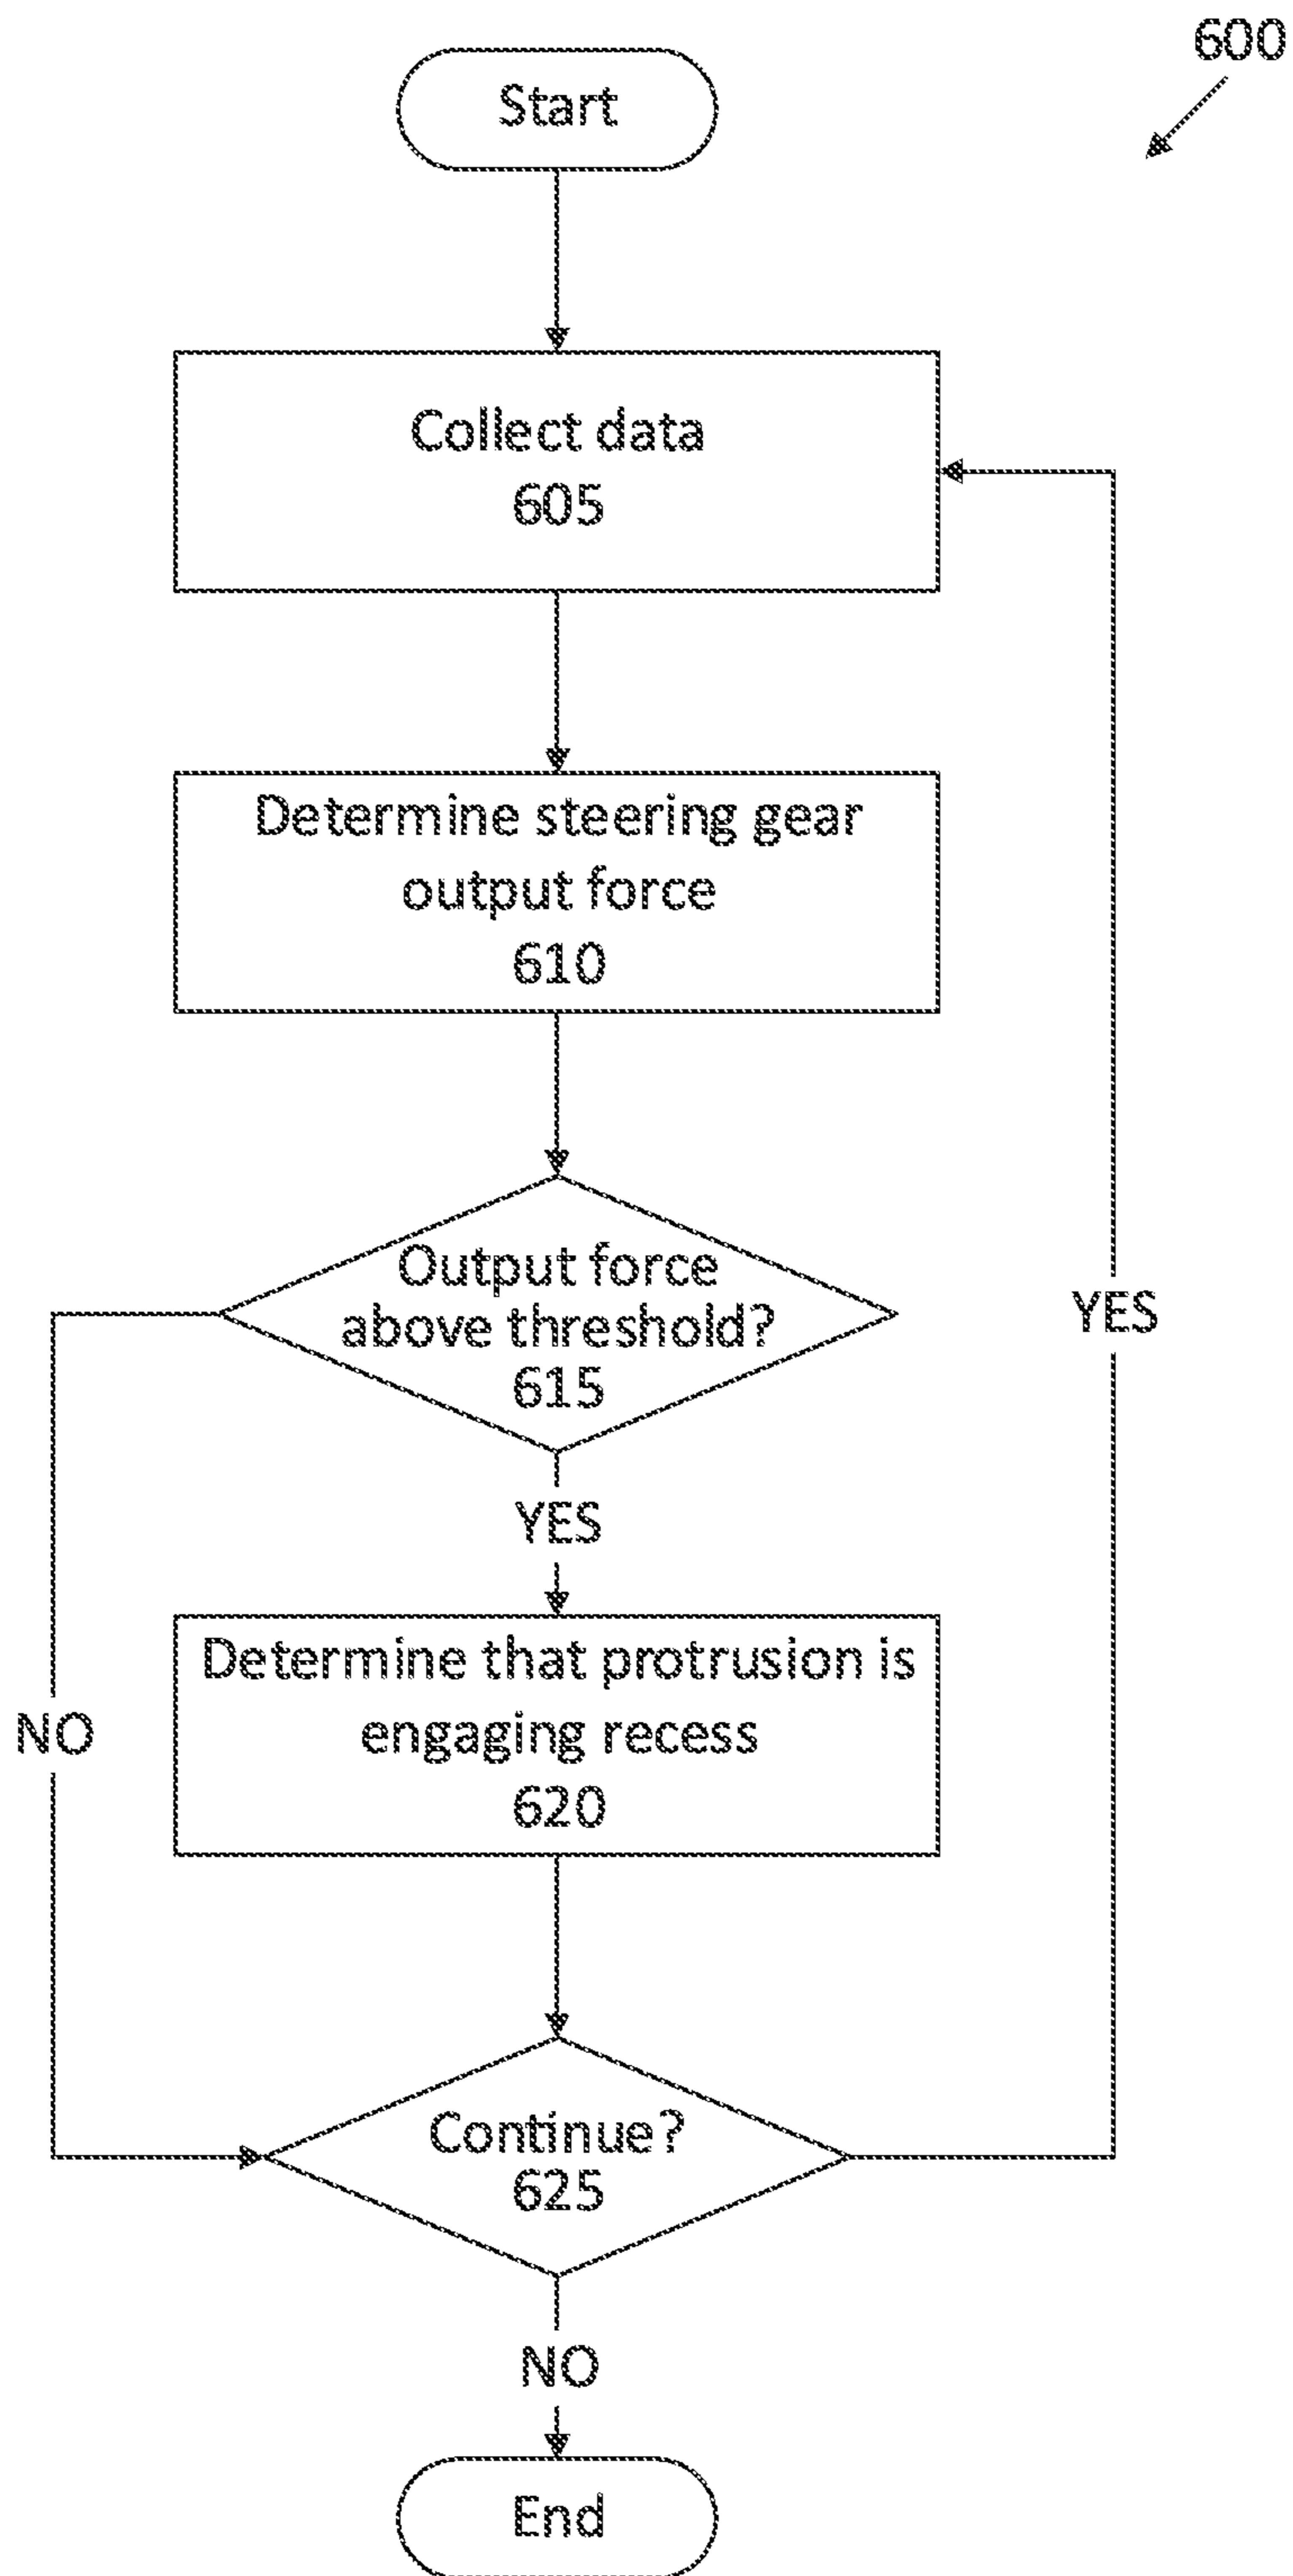 600
Start
Collect data
605
Determine steering gear
output force
610
Output force
above threshold?
615
YES
YES
Determine that protrusion is
engaging recess
620
NO
Continue?
625
NO
End